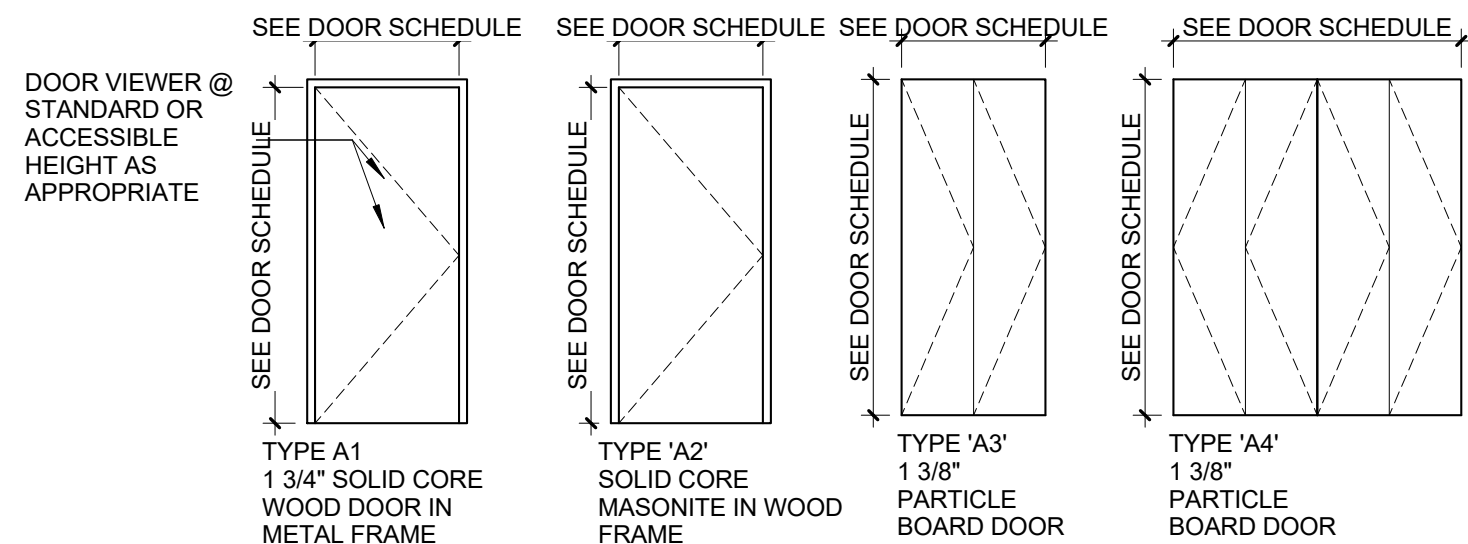 SEE DOOR SCHEDULE
SEE DOOR SCHEDULE
SEE DOOR SCHEDULE
SEE DOOR SCHEDULE
DOOR VIEWER @
STANDARD OR
ACCESSIBLE
HEIGHT AS
APPROPRIATE
SEE DOOR SCHEDULE
SEE DOOR SCHEDULE
SEE DOOR SCHEDULE
SEE DOOR SCHEDULE
TYPE A1
1 3/4" SOLID CORE
WOOD DOOR IN
METAL FRAME
TYPE 'A2'
SOLID CORE
MASONITE IN WOOD
FRAME
TYPE 'A3'
1 3/8"
PARTICLE
BOARD DOOR
TYPE 'A4'
1 3/8"
PARTICLE
BOARD DOOR